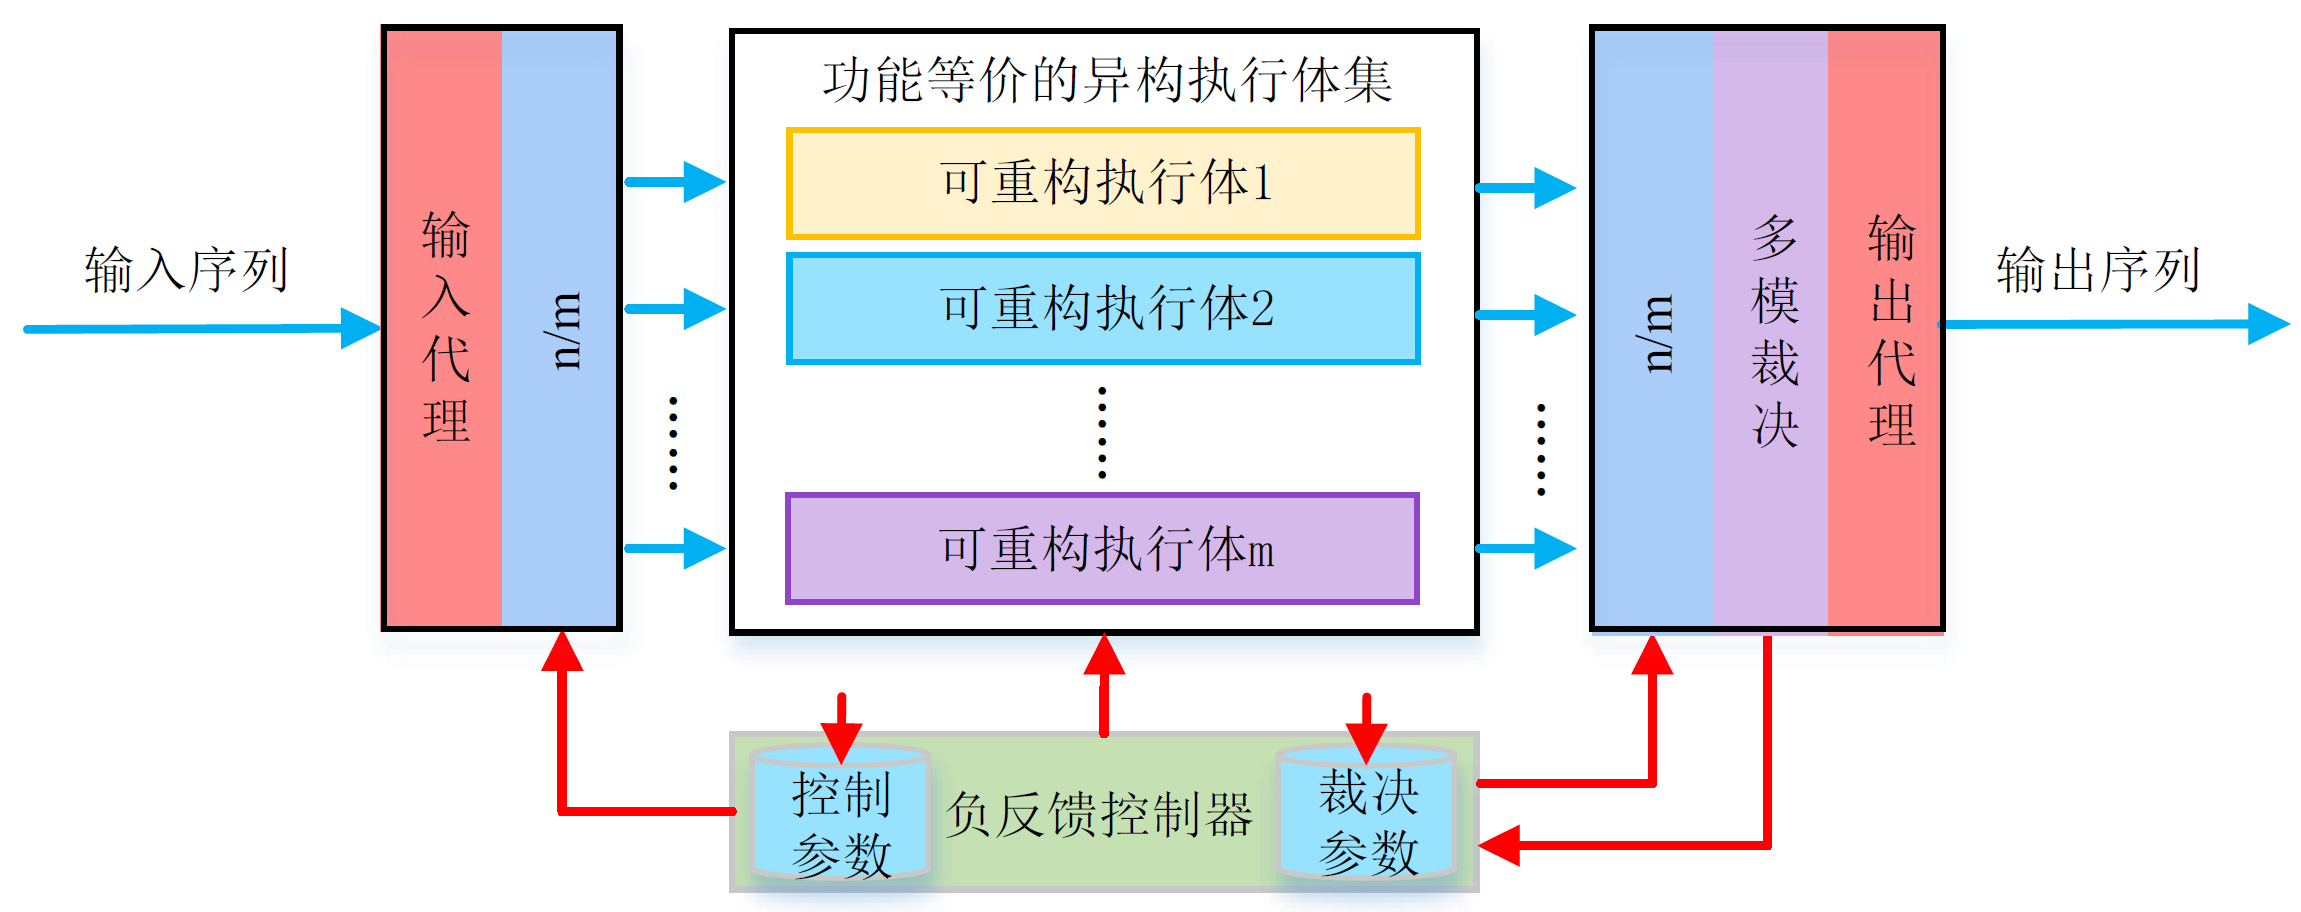 输入序列
输入代理
n/m
功能等价的异构执行体集
可重构执行体1
可重构执行体2
可重构执行体m
n/m
多模裁决
输出代理
输出序列
控制
参数
负反馈控制器
裁决
参数